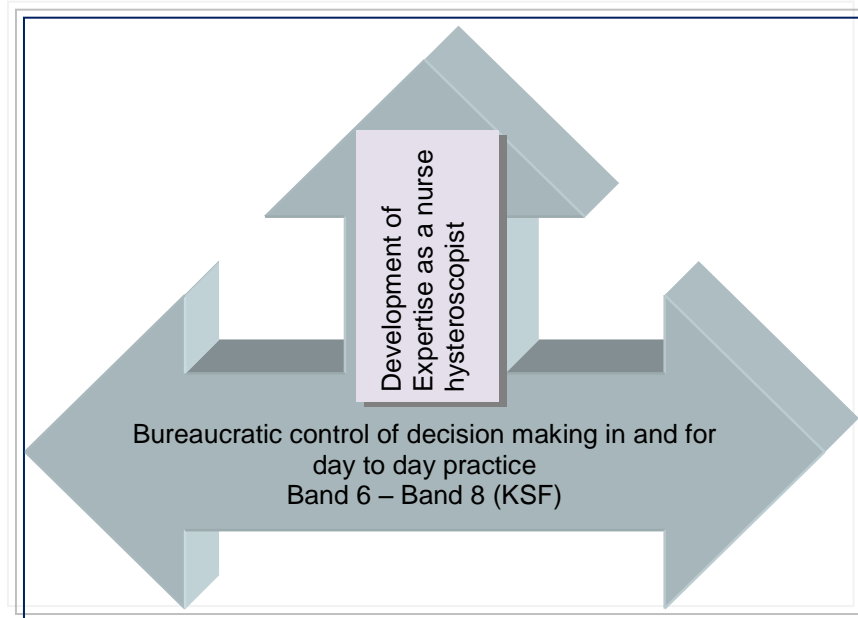 Development of
Expertise as a nurse
hysteroscopist
Bureaucratic control of decision making in and for
day to day practice
Band 6 – Band 8 (KSF)